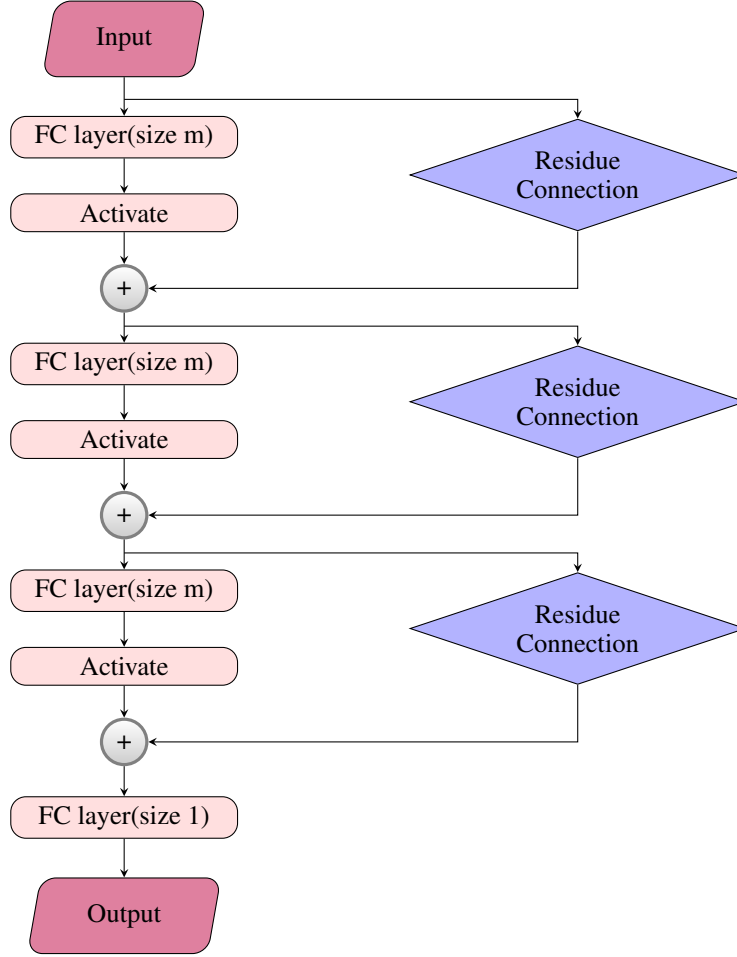 Input
FC layer(size m)
Residue
Connection
Activate
+
FC layer(size m)
Residue
Connection
Activate
+
FC layer(size m)
Residue
Connection
Activate
+
FC layer(size 1)
Output